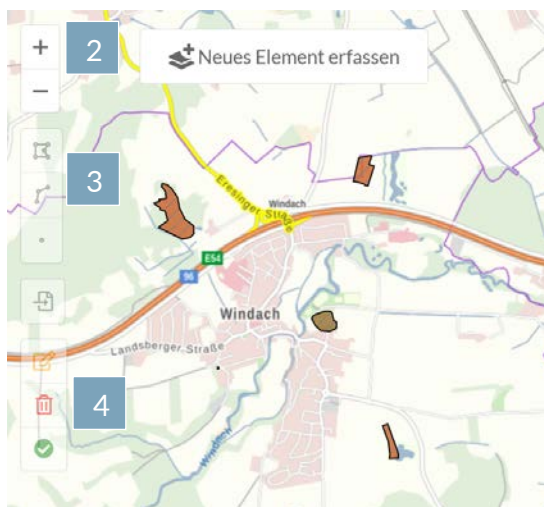 +
2
Neues Element erfassen
−
3
Eresinger Straße
Windach
E54
96
Windach
Landsberger Straße
4
Windach